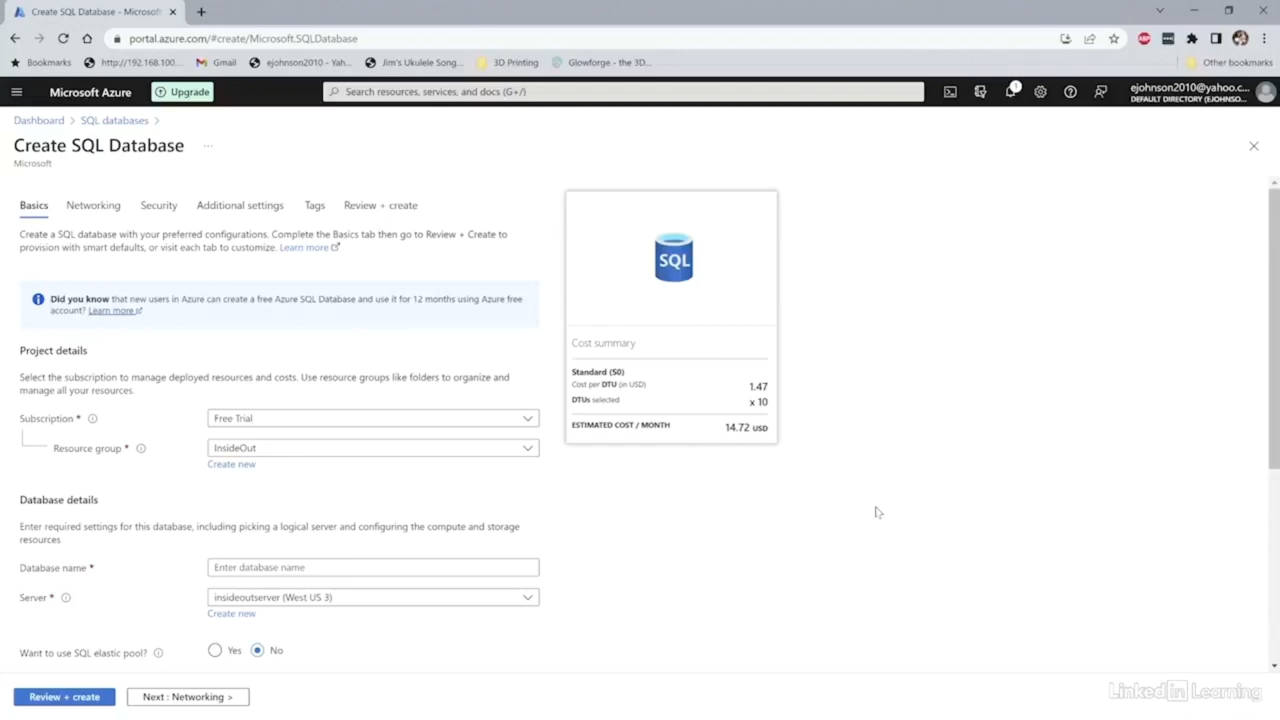 Create SQL Database - Microsoft
portal.azure.com/#create/Microsoft.SQLDatabase
Bookmarks
http://192.168.100....
Gmail
ejohnson2010 - Yah...
Jim's Ukulele Song...
3D Printing
Glowforge - the 3D...
Other bookmarks
Microsoft Azure
Upgrade
Search resources, services, and docs (G+/)
1
ejohnson2010@yahoo.c...
DEFAULT DIRECTORY (EJOHNSO...
Dashboard > SQL databases >
Create SQL Database ...
Microsoft
Basics Networking Security Additional settings Tags Review + create
Create a SQL database with your preferred configurations. Complete the Basics tab then go to Review + Create to
provision with smart defaults, or visit each tab to customize. Learn more
Did you know that new users in Azure can create a free Azure SQL Database and use it for 12 months using Azure free
account? Learn more
Project details
Select the subscription to manage deployed resources and costs. Use resource groups like folders to organize and
manage all your resources.
Subscription * Free Trial
Resource group * InsideOut
Create new
Database details
Enter required settings for this database, including picking a logical server and configuring the compute and storage
resources
Database name * Enter database name
Server * insideoutserver (West US 3)
Create new
Want to use SQL elastic pool? Yes No
Review + create
Next : Networking >
SQL
Cost summary
Standard (S0)
Cost per DTU (in USD) 1.47
DTUs selected x 10
ESTIMATED COST / MONTH 14.72 USD
LinkedIn Learning